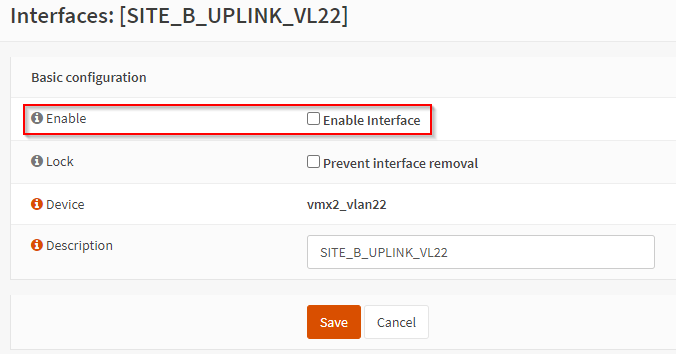 Interfaces: [SITE_B_UPLINK_VL22]
Basic configuration
Enable Enable Interface
Lock Prevent interface removal
Device vmx2_vlan22
Description SITE_B_UPLINK_VL22
Save Cancel